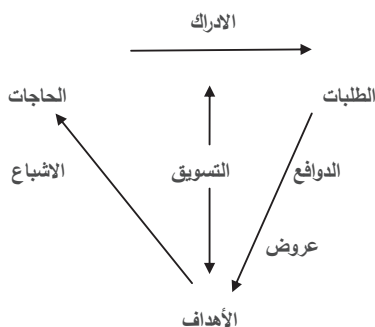 الادراك
الحاجات
الطلبات
الاشباع
التسويق
الدوافع
عروض
الأهداف